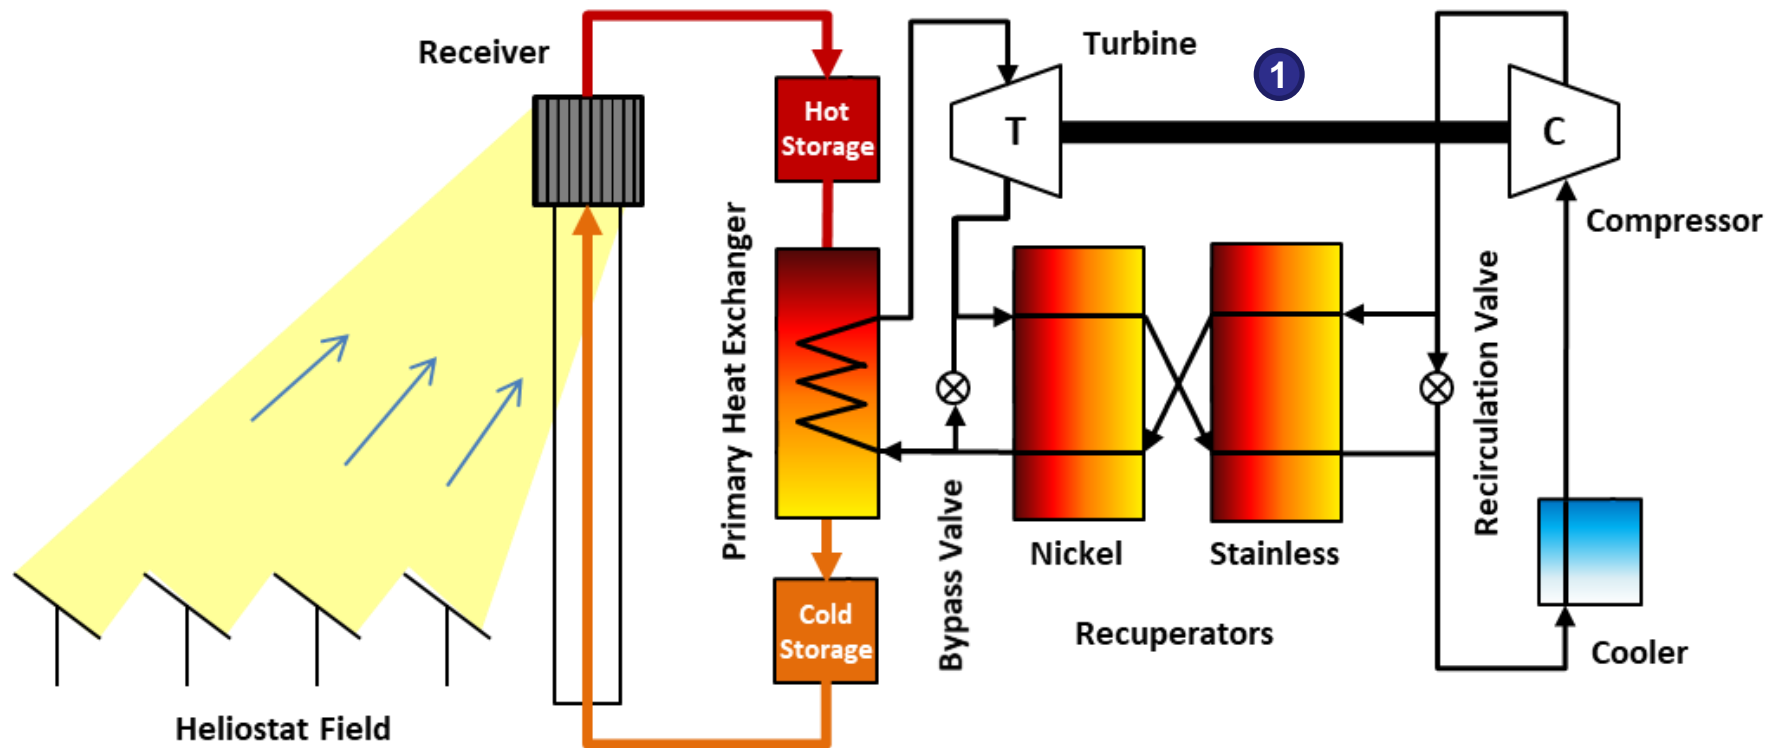 Receiver
Turbine
1
Hot
Storage
T
C
Compressor
Primary Heat Exchanger
Recirculation Valve
Bypass Valve
Nickel
Stainless
Cold
Storage
Recuperators
Cooler
Heliostat Field